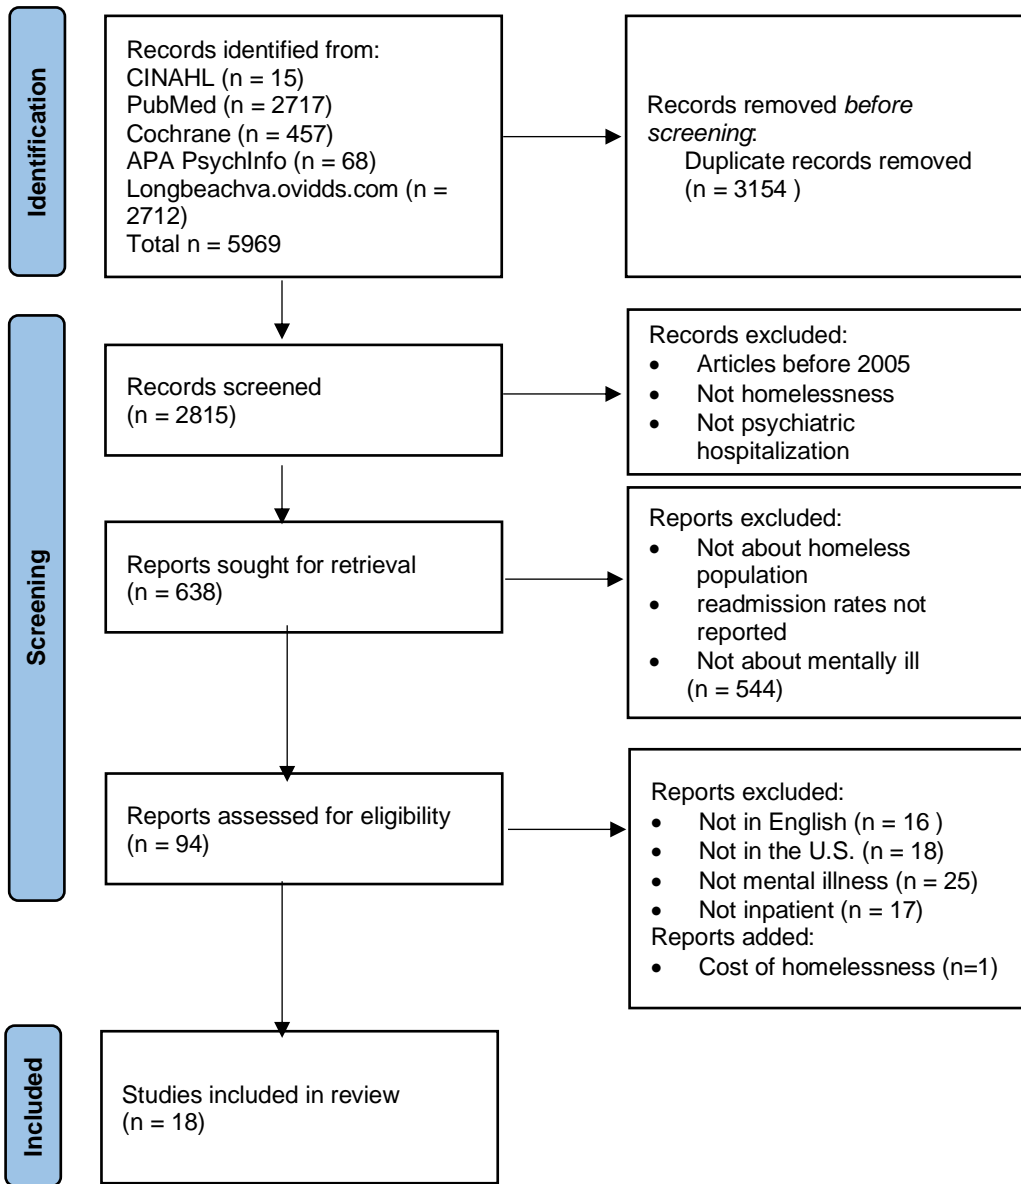 Identification
Records identified from:
CINAHL (n = 15)
PubMed (n = 2717)
Cochrane (n = 457)
APA PsychInfo (n = 68)
Longbeachva.ovidds.com (n =
2712)
Total n = 5969
Records removed before
screening:
Duplicate records removed
(n = 3154 )
Screening
Records screened
(n = 2815)
Records excluded:
• Articles before 2005
• Not homelessness
• Not psychiatric
hospitalization
Reports sought for retrieval
(n = 638)
Reports excluded:
• Not about homeless
population
• readmission rates not
reported
• Not about mentally ill
(n = 544)
Reports assessed for eligibility
(n = 94)
Reports excluded:
• Not in English (n = 16 )
• Not in the U.S. (n = 18)
• Not mental illness (n = 25)
• Not inpatient (n = 17)
Reports added:
• Cost of homelessness (n=1)
Included
Studies included in review
(n = 18)